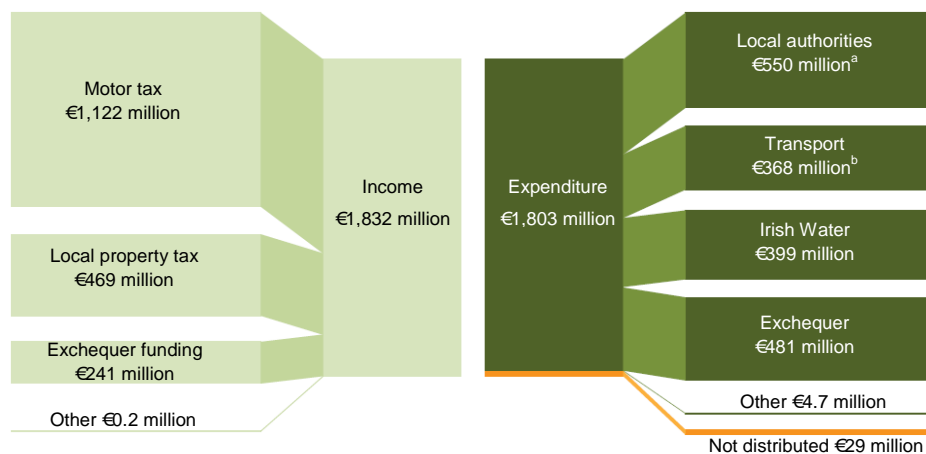 Motor tax
€1,122 million
Local property tax
€469 million
Exchequer funding
€241 million
Other €0.2 million
Income
€1,832 million
Expenditure
€1,803 million
Local authorities
€550 millionᵃ
Transport
€368 millionᵇ
Irish Water
€399 million
Exchequer
€481 million
Other €4.7 million
Not distributed €29 million